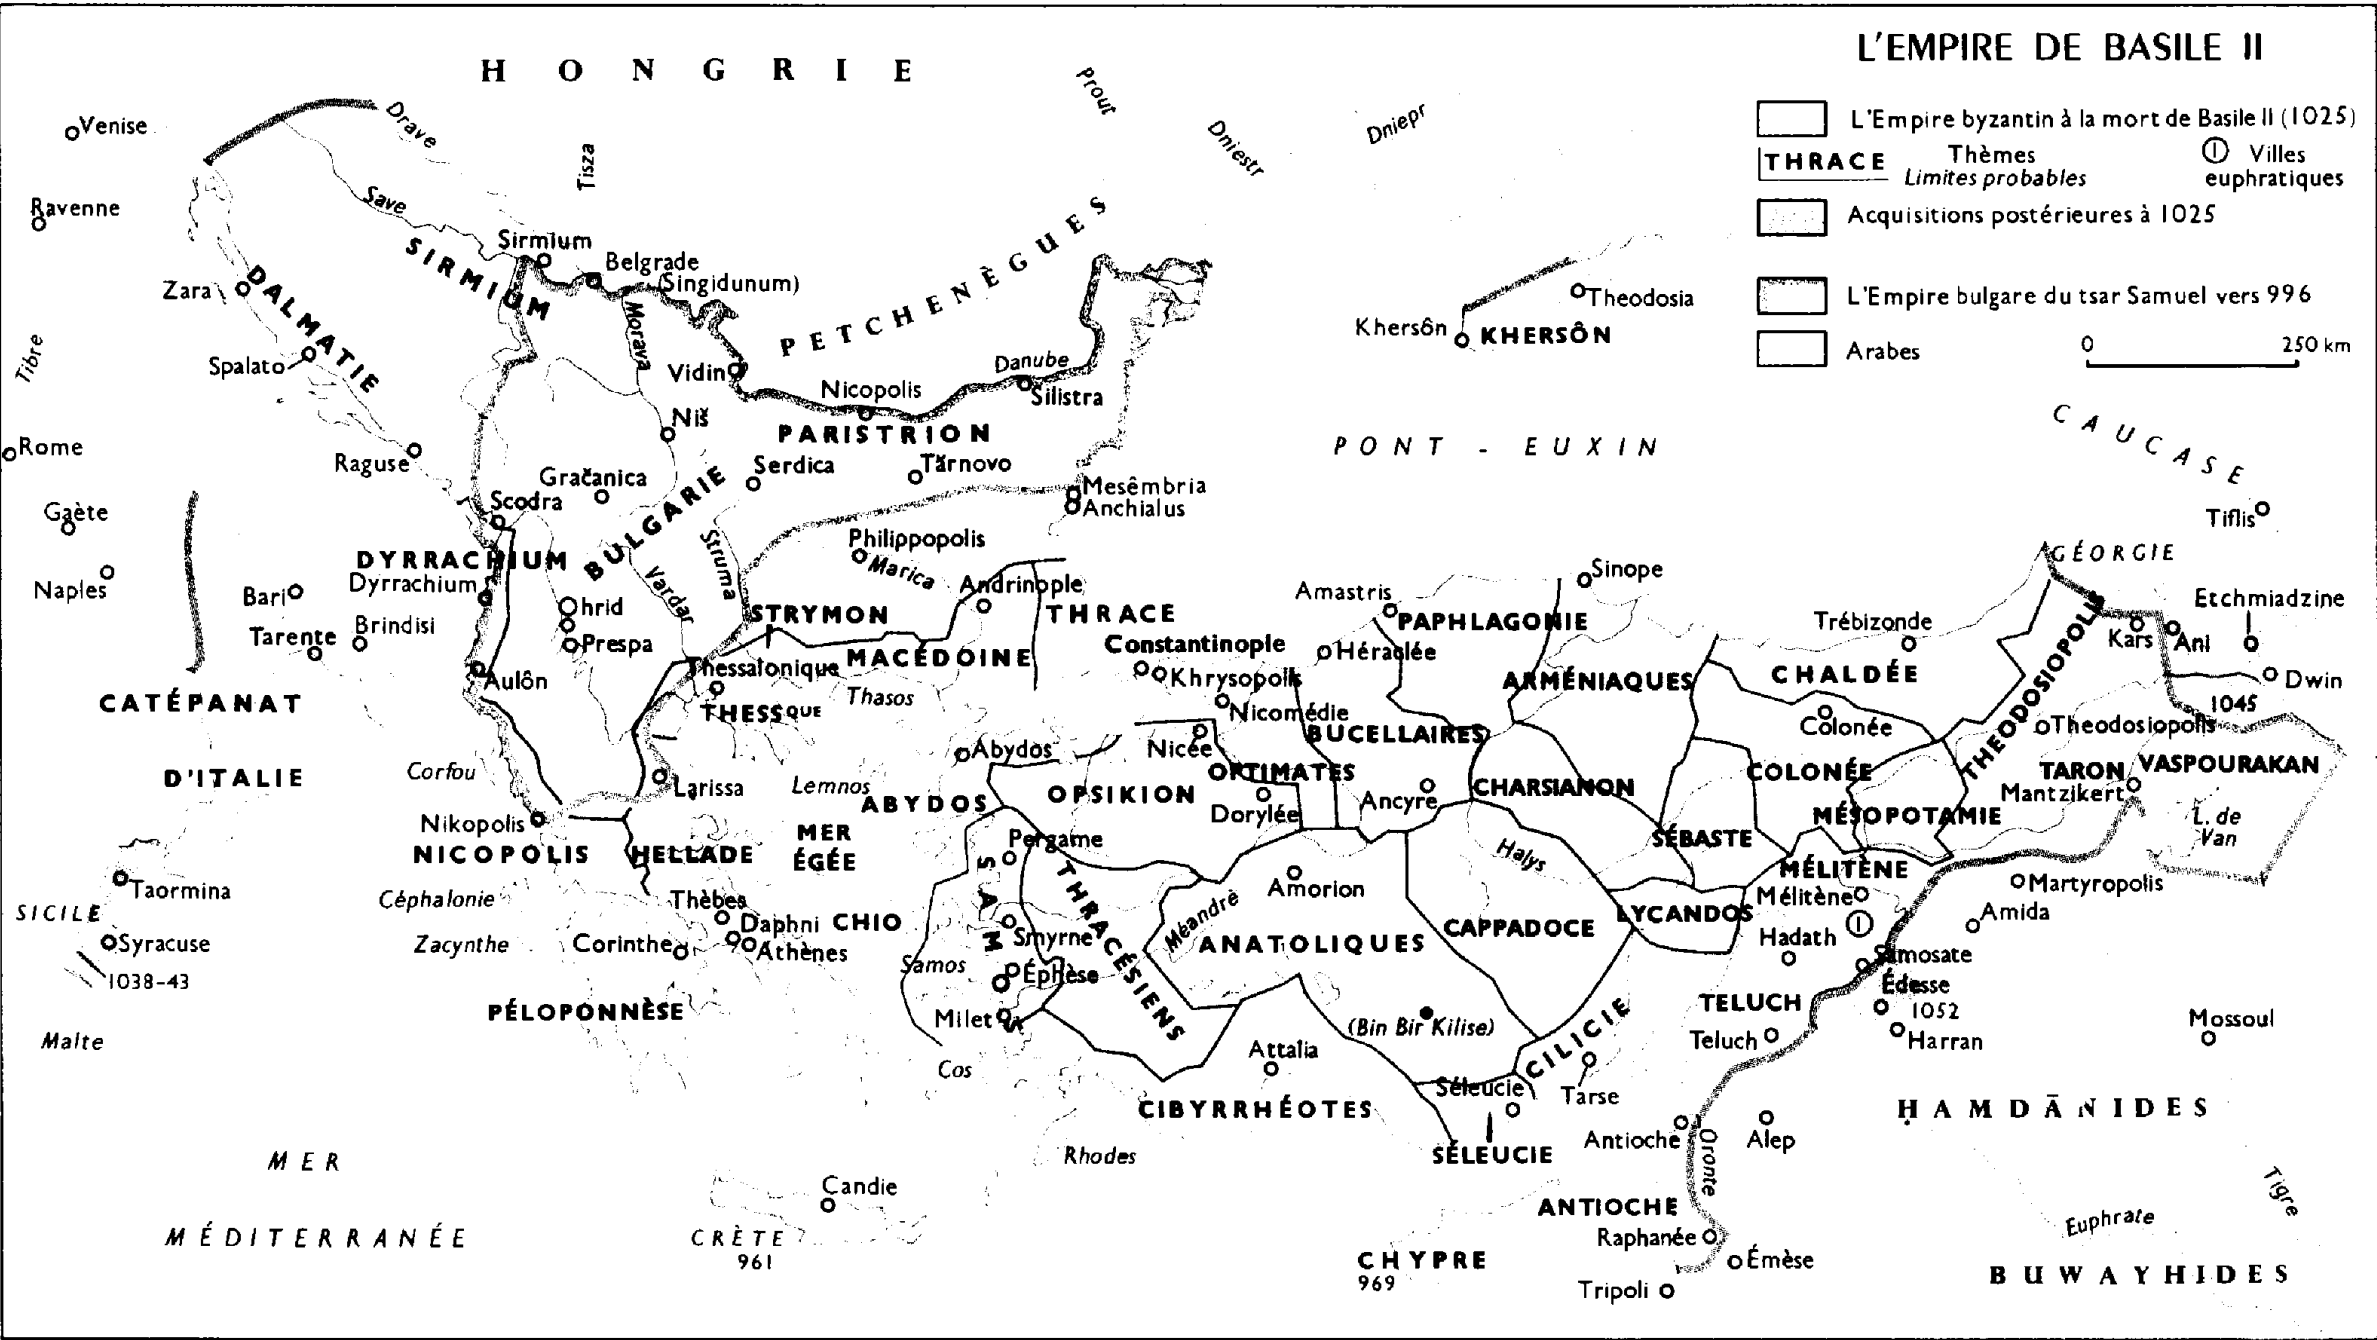 L'EMPIRE DE BASILE II
L'Empire byzantin à la mort de Basile II (1025)
THRACE Thèmes
Limites probables
① Villes
euphratiques
Acquisitions postérieures à 1025
L'Empire bulgare du tsar Samuel vers 996
Arabes
0 250 km
HONGRIE
Venise
Drave
Tisza
Prout
Dniestr
Dniepr
Ravenne
Save
SIRMIUM
Sirmium
Belgrade
(Singidunum)
PETCHENÈGUES
Zara
DALMATIE
Morava
Theodosia
Khersôn
KHERSÔN
Tibre
Spalato
Vidin
Danube
Nicopolis
Silistra
Niš
PARISTRION
PONT - EUXIN
CAUCASE
Rome
Raguse
Gračanica
Serdica
Tărnovo
Scodra
BULGARIE
Mesêmbria
Anchialus
Gaète
Tiflis
Struma
Philippopolis
Marica
DYRRACHIUM
Dyrrachium
Vardar
Andrinople
GÉORGIE
Naples
Bari
Sinope
Amastris
Etchmiadzine
Ohrid
STRYMON
THRACE
PAPHLAGONIE
Trébizonde
Tarente
Brindisi
Prespa
Constantinople
Héraclée
Kars
Ani
Thessalonique
MACÉDOINE
Khrysopolis
ARMÉNIAQUES
CHALDÉE
THEODOSIOPOLIS
Dwin
Aulôn
CATÉPANAT
D'ITALIE
Thasos
THESSQUE
Nicomédie
Colonée
1045
Theodosiopolis
BUCELLAIRES
Nicée
Abydos
Corfou
OPTIMATES
COLONÉE
TARON
VASPOURAKAN
Larissa
Lemnos
ABYDOS
OPSIKION
Dorylée
Ancyre
CHARSIANON
Mantzikert
MÉSOPOTAMIE
L. de
Van
Nikopolis
NICOPOLIS
HELLADE
MER
ÉGÉE
Pergame
SÉBASTE
Halys
MÉLITÈNE
Mélitène
①
Taormina
SICILE
Céphalonie
Thèbes
SAMOS
THRACÉSIENS
Amorion
Méandre
Martyropolis
LYCANDOS
Amida
Daphni
CHIO
Smyrne
ANATOLIQUES
CAPPADOCE
Hadath
Syracuse
Zacynthe
Corinthe
Athènes
Samos
Éphèse
Samosate
Édesse
1052
1038-43
PÉLOPONNÈSE
Milet
(Bin Bir Kilise)
TELUCH
Teluch
Harran
Mossoul
Malte
Cos
Attalia
CILICIE
Séleucie
Tarse
CIBYRRHÉOTES
ḤAMDĀNIDES
SÉLEUCIE
Antioche
Alep
Oronte
MER
MÉDITERRANÉE
Rhodes
Candie
CRÈTE
961
ANTIOCHE
Raphanée
Tigre
Euphrate
CHYPRE
969
Émèse
Tripoli
BUWAYHIDES